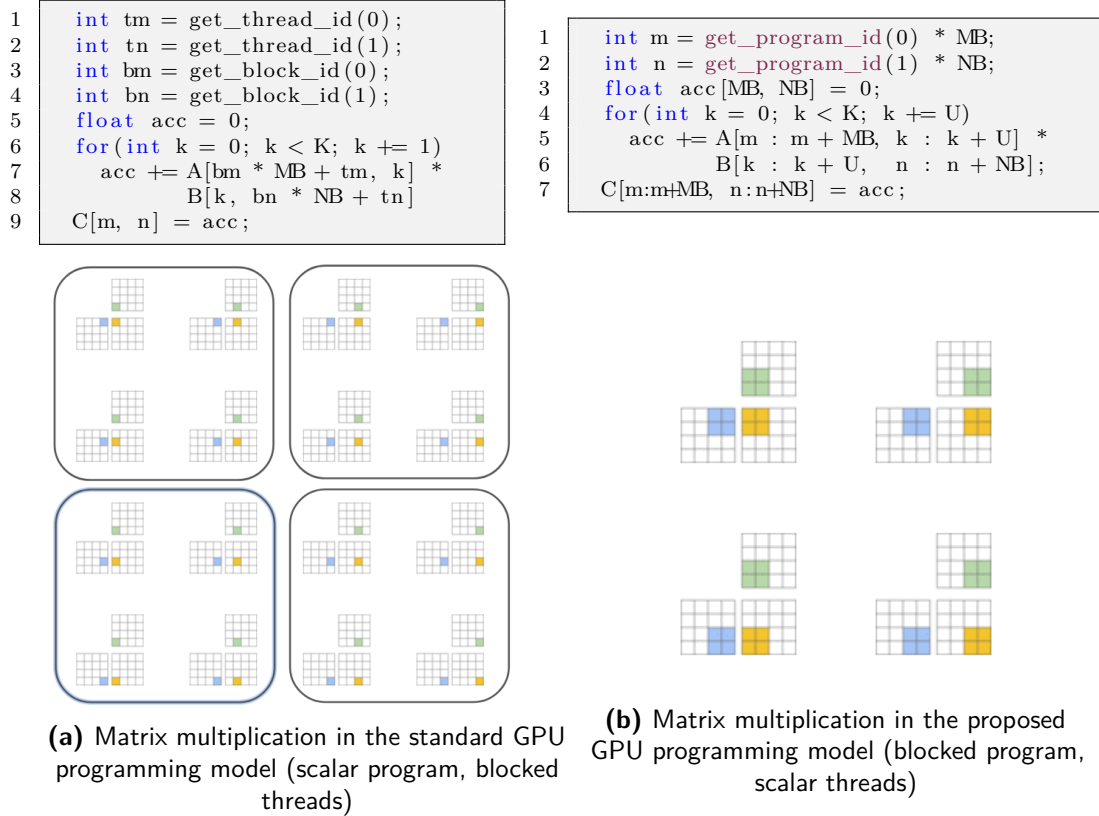 1 int tm = get_thread_id(0);
2 int tn = get_thread_id(1);
3 int bm = get_block_id(0);
4 int bn = get_block_id(1);
5 float acc = 0;
6 for(int k = 0; k < K; k += 1)
7 acc += A[bm * MB + tm, k] *
8 B[k, bn * NB + tn]
9 C[m, n] = acc;
1 int m = get_program_id(0) * MB;
2 int n = get_program_id(1) * NB;
3 float acc[MB, NB] = 0;
4 for(int k = 0; k < K; k += U)
5 acc += A[m : m + MB, k : k + U] *
6 B[k : k + U, n : n + NB];
7 C[m:m+MB, n:n+NB] = acc;
(a) Matrix multiplication in the standard GPU
programming model (scalar program, blocked
threads)
(b) Matrix multiplication in the proposed
GPU programming model (blocked program,
scalar threads)